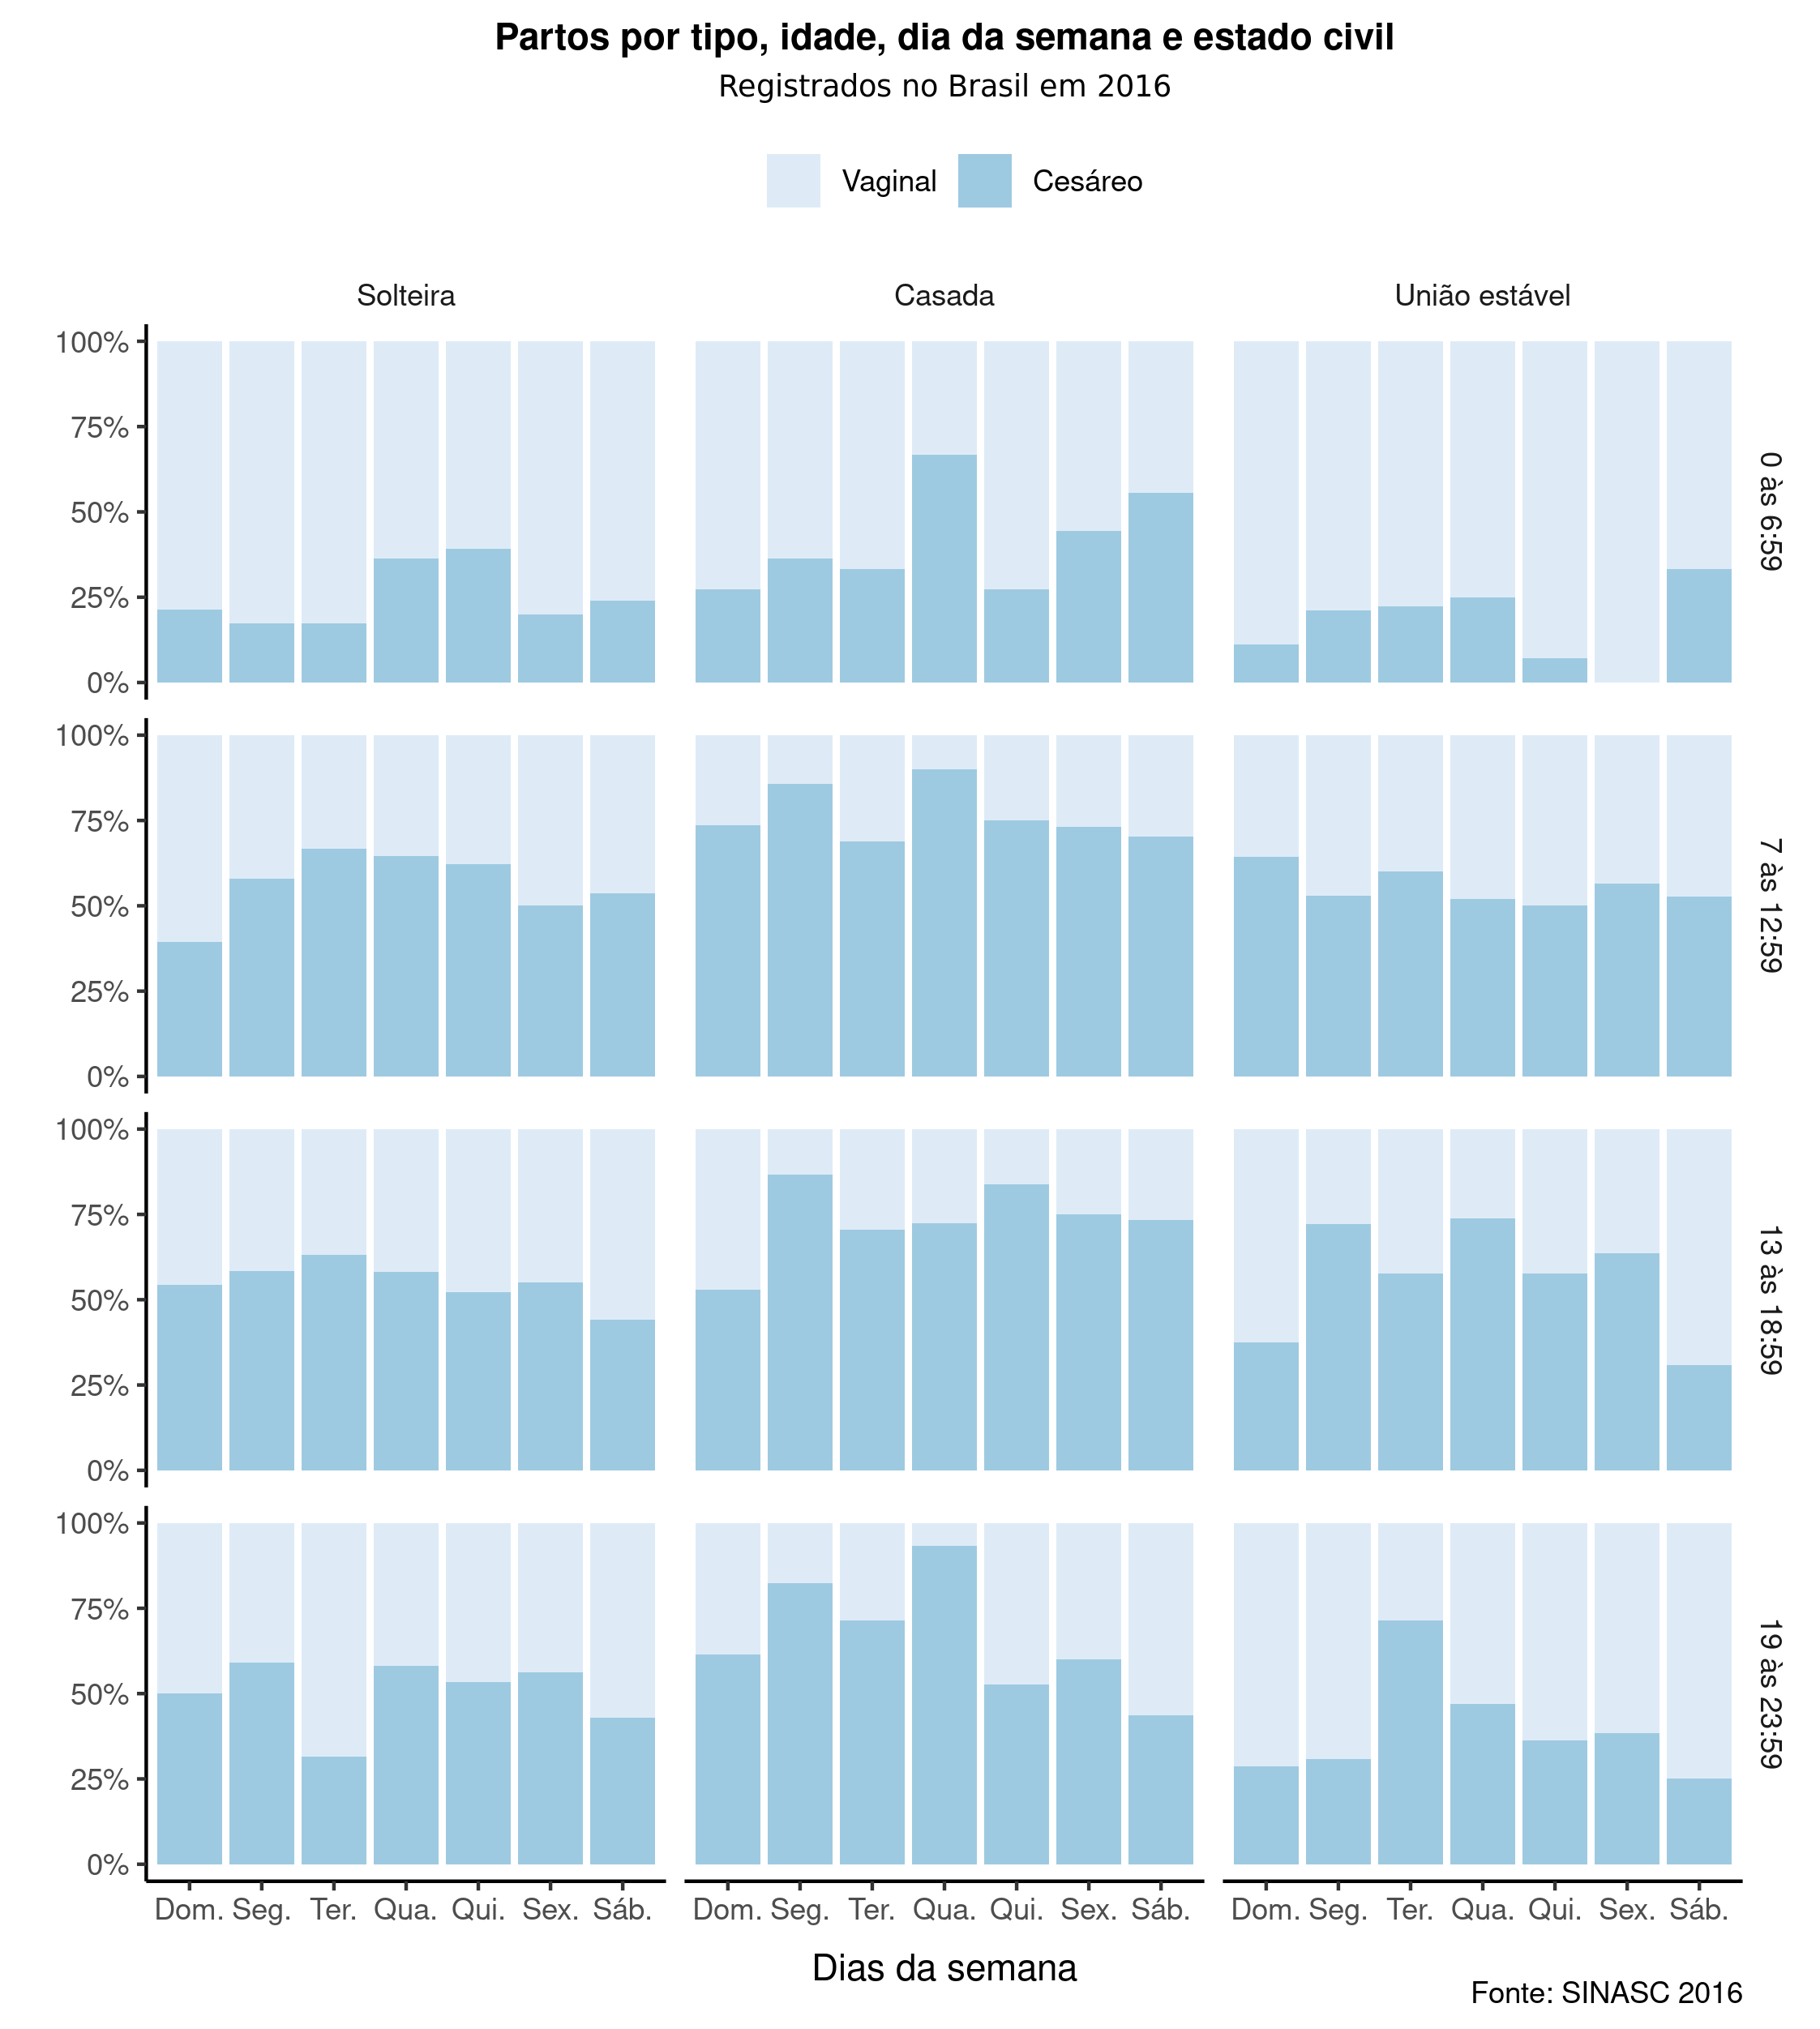 Partos por tipo, idade, dia da semana e estado civil
Registrados no Brasil em 2016
Vaginal Cesáreo
Solteira Casada União estável
100%
75%
50%
25%
0%
0 às 6:59
100%
75%
50%
25%
0%
7 às 12:59
100%
75%
50%
25%
0%
13 às 18:59
100%
75%
50%
25%
0%
19 às 23:59
Dom. Seg. Ter. Qua. Qui. Sex. Sáb. Dom. Seg. Ter. Qua. Qui. Sex. Sáb. Dom. Seg. Ter. Qua. Qui. Sex. Sáb.
Dias da semana
Fonte: SINASC 2016